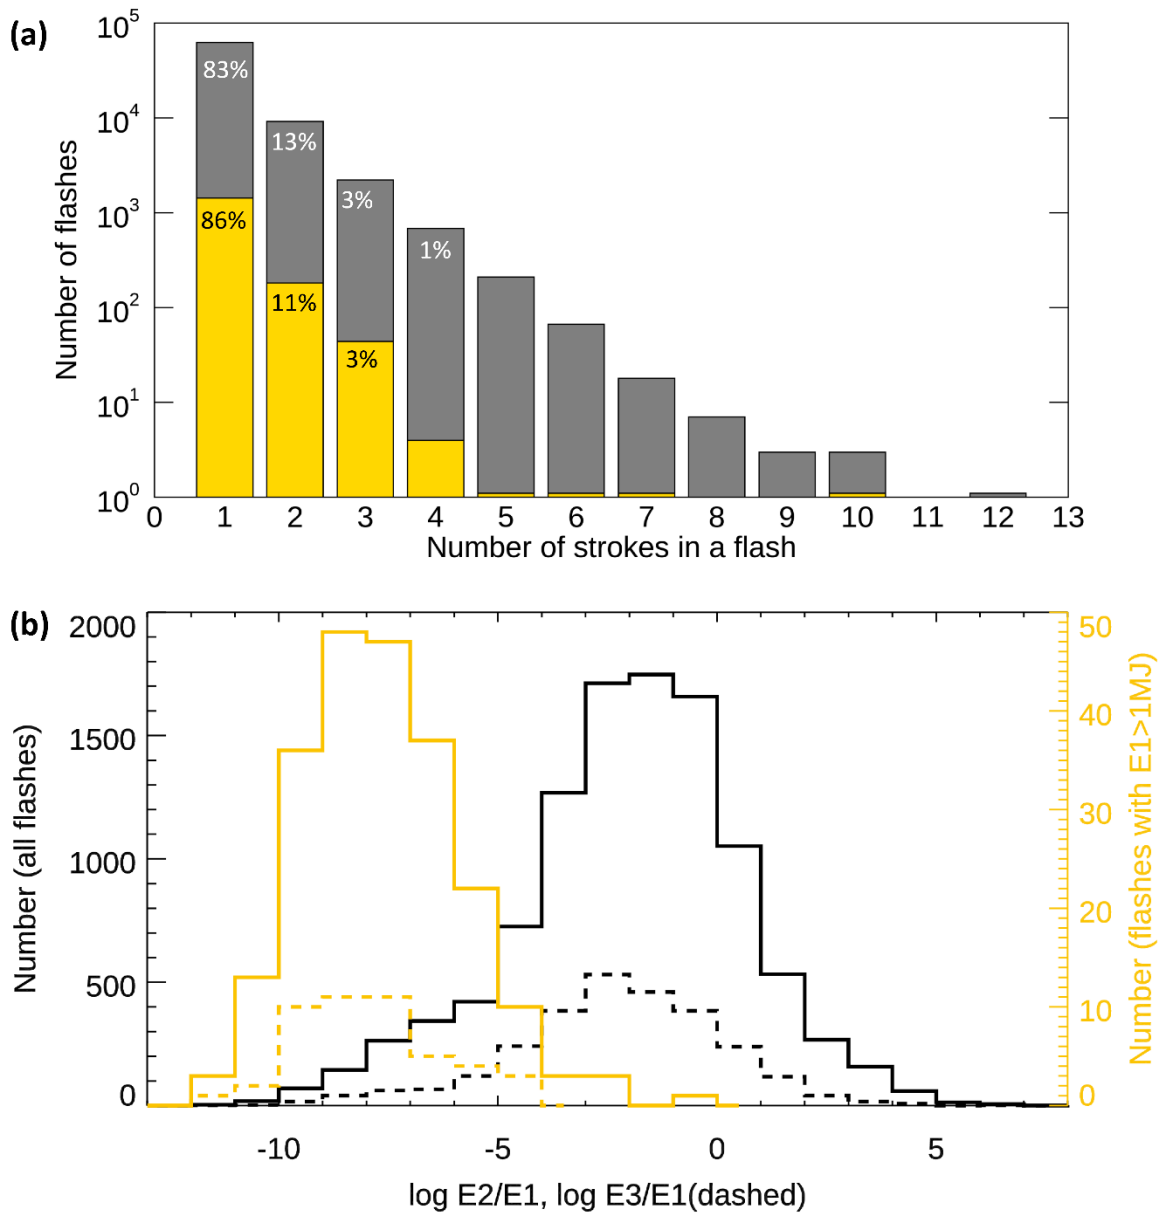 (a)
Number of flashes
10^5
10^4
10^3
10^2
10^1
10^0
83%
13%
3%
1%
86%
11%
3%
0 1 2 3 4 5 6 7 8 9 10 11 12 13
Number of strokes in a flash
(b)
Number (all flashes)
2000
1500
1000
500
0
50
40
30
20
10
0
Number (flashes with E1>1MJ)
-10 -5 0 5
log E2/E1, log E3/E1(dashed)